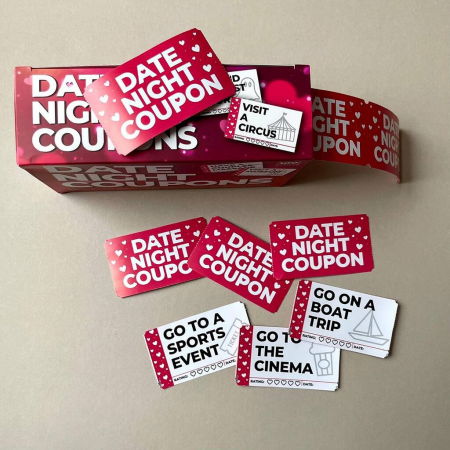 DATE
NIGHT
COUPONS
DATE
NIGHT
COUPON
VISIT
A
CIRCUS
DATE
NIGHT
COUPON
DATE
NIGHT
COUPONS
DATE
NIGHT
COUPON
DATE
NIGHT
COUPON
DATE
NIGHT
COUPON
GO TO A
SPORTS
EVENT
TICKET
RATING: DATE:
GO TO
THE
CINEMA
RATING: DATE:
GO ON A
BOAT
TRIP
RATING: DATE: